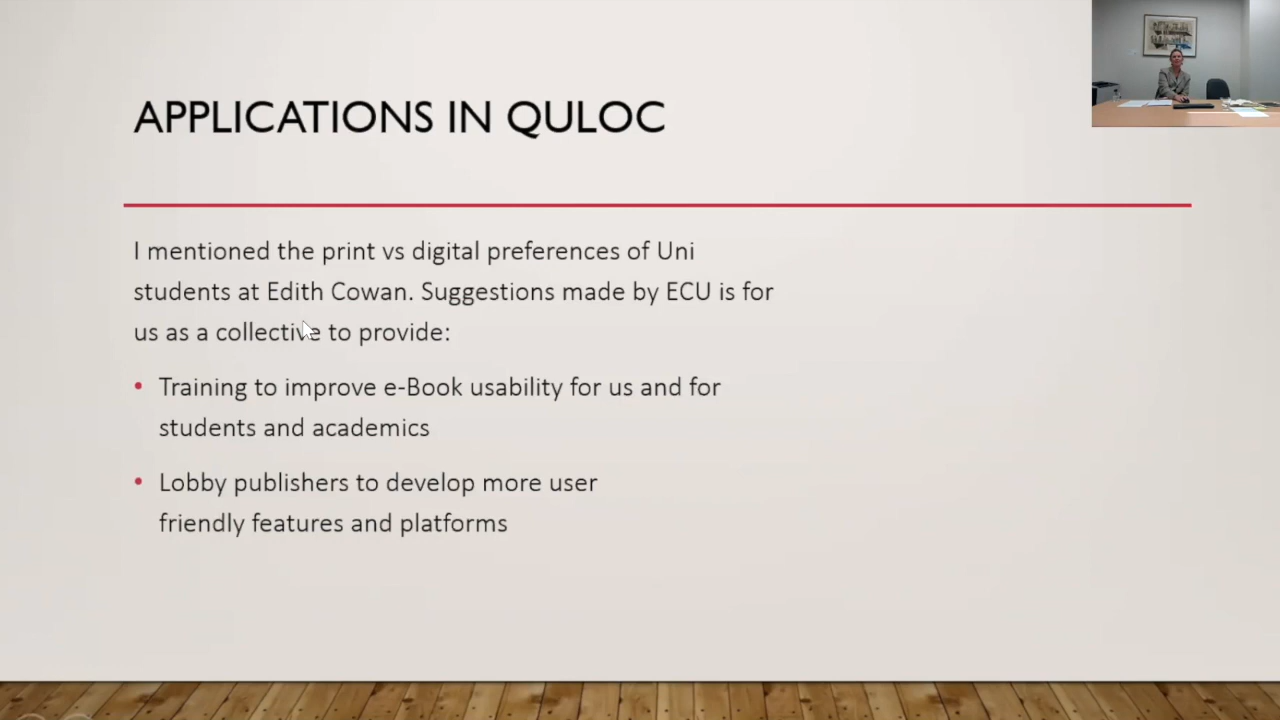 APPLICATIONS IN QULOC
I mentioned the print vs digital preferences of Uni
students at Edith Cowan. Suggestions made by ECU is for
us as a collective to provide:
• Training to improve e-Book usability for us and for
students and academics
• Lobby publishers to develop more user
friendly features and platforms